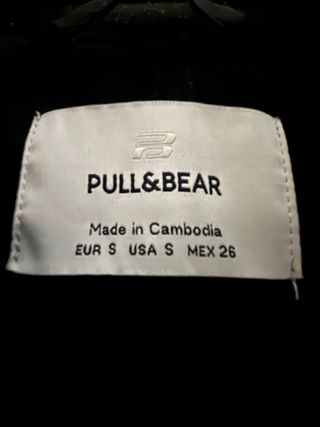 PULL&BEAR
Made in Cambodia
EUR S USA S MEX 26